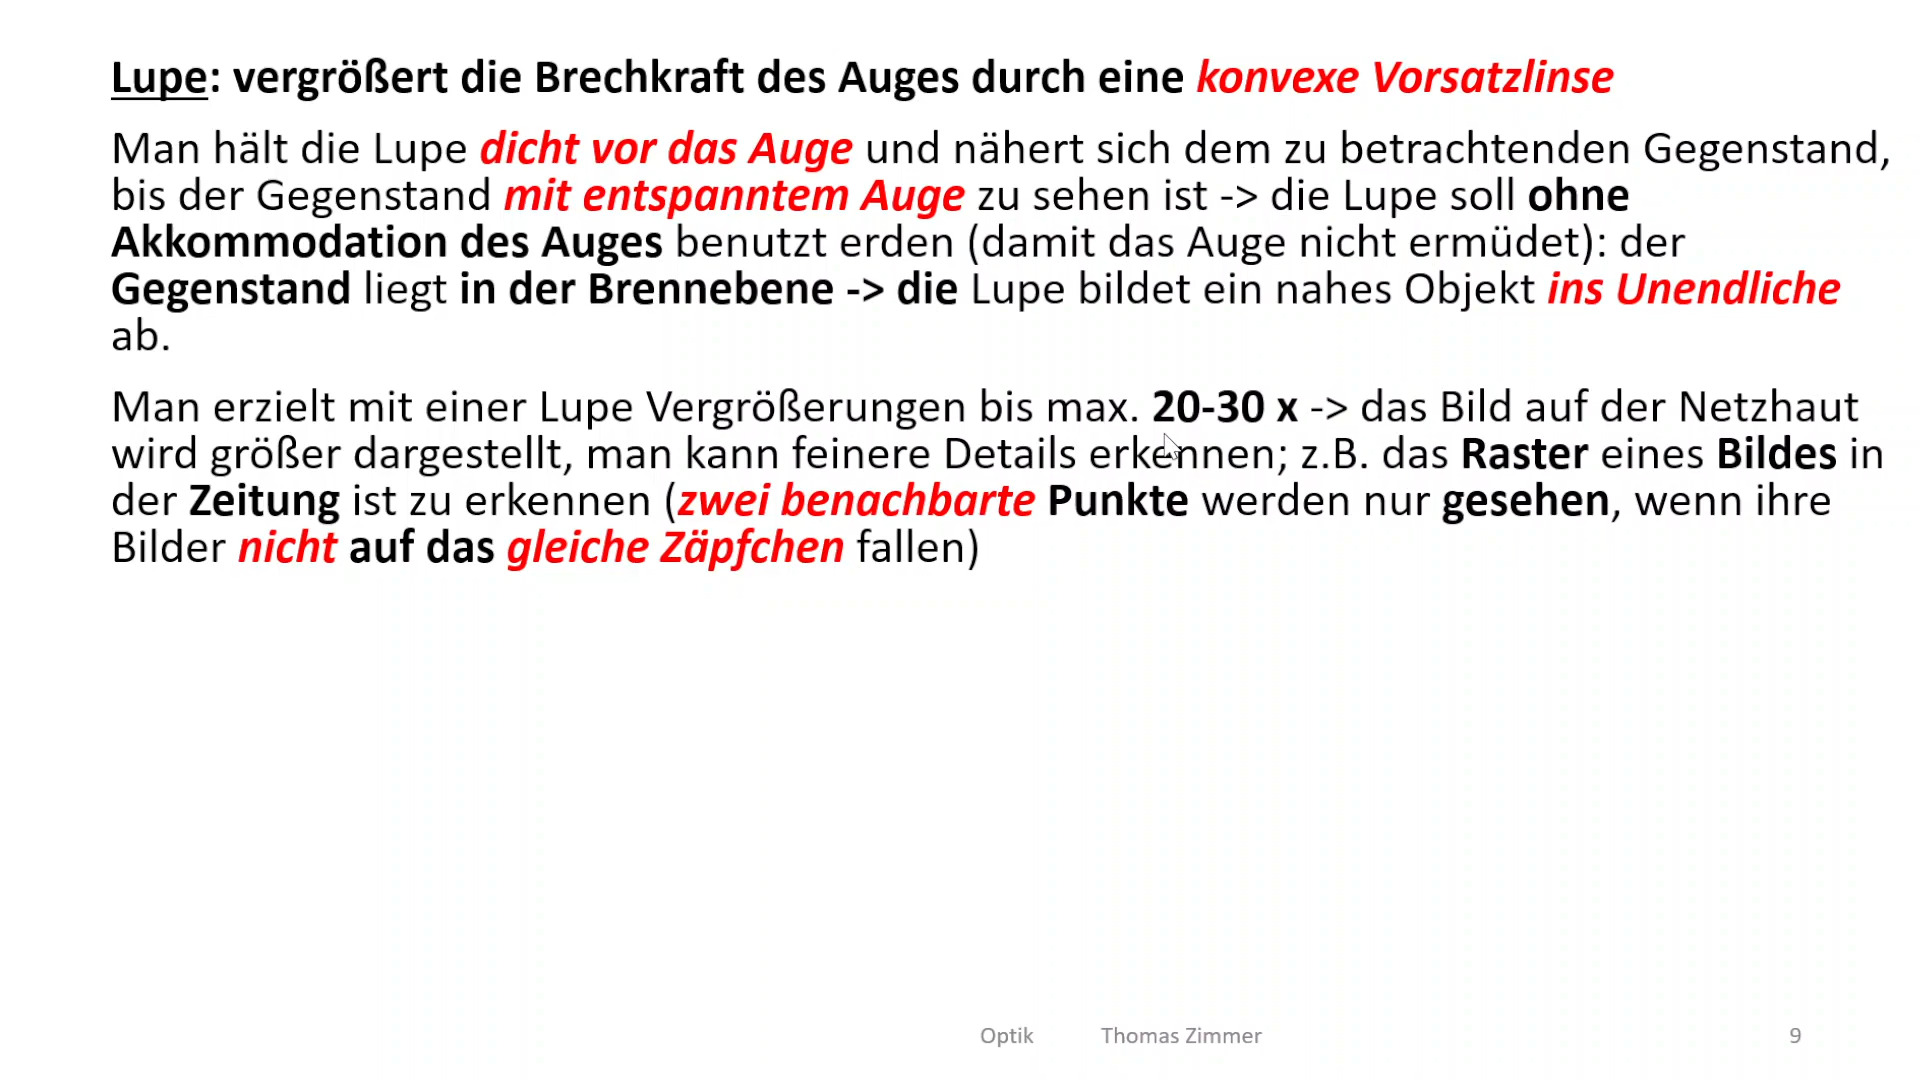 Lupe: vergrößert die Brechkraft des Auges durch eine konvexe Vorsatzlinse
Man hält die Lupe dicht vor das Auge und nähert sich dem zu betrachtenden Gegenstand,
bis der Gegenstand mit entspanntem Auge zu sehen ist -> die Lupe soll ohne
Akkommodation des Auges benutzt erden (damit das Auge nicht ermüdet): der
Gegenstand liegt in der Brennebene -> die Lupe bildet ein nahes Objekt ins Unendliche
ab.
Man erzielt mit einer Lupe Vergrößerungen bis max. 20-30 x -> das Bild auf der Netzhaut
wird größer dargestellt, man kann feinere Details erkennen; z.B. das Raster eines Bildes in
der Zeitung ist zu erkennen (zwei benachbarte Punkte werden nur gesehen, wenn ihre
Bilder nicht auf das gleiche Zäpfchen fallen)
Optik Thomas Zimmer 9